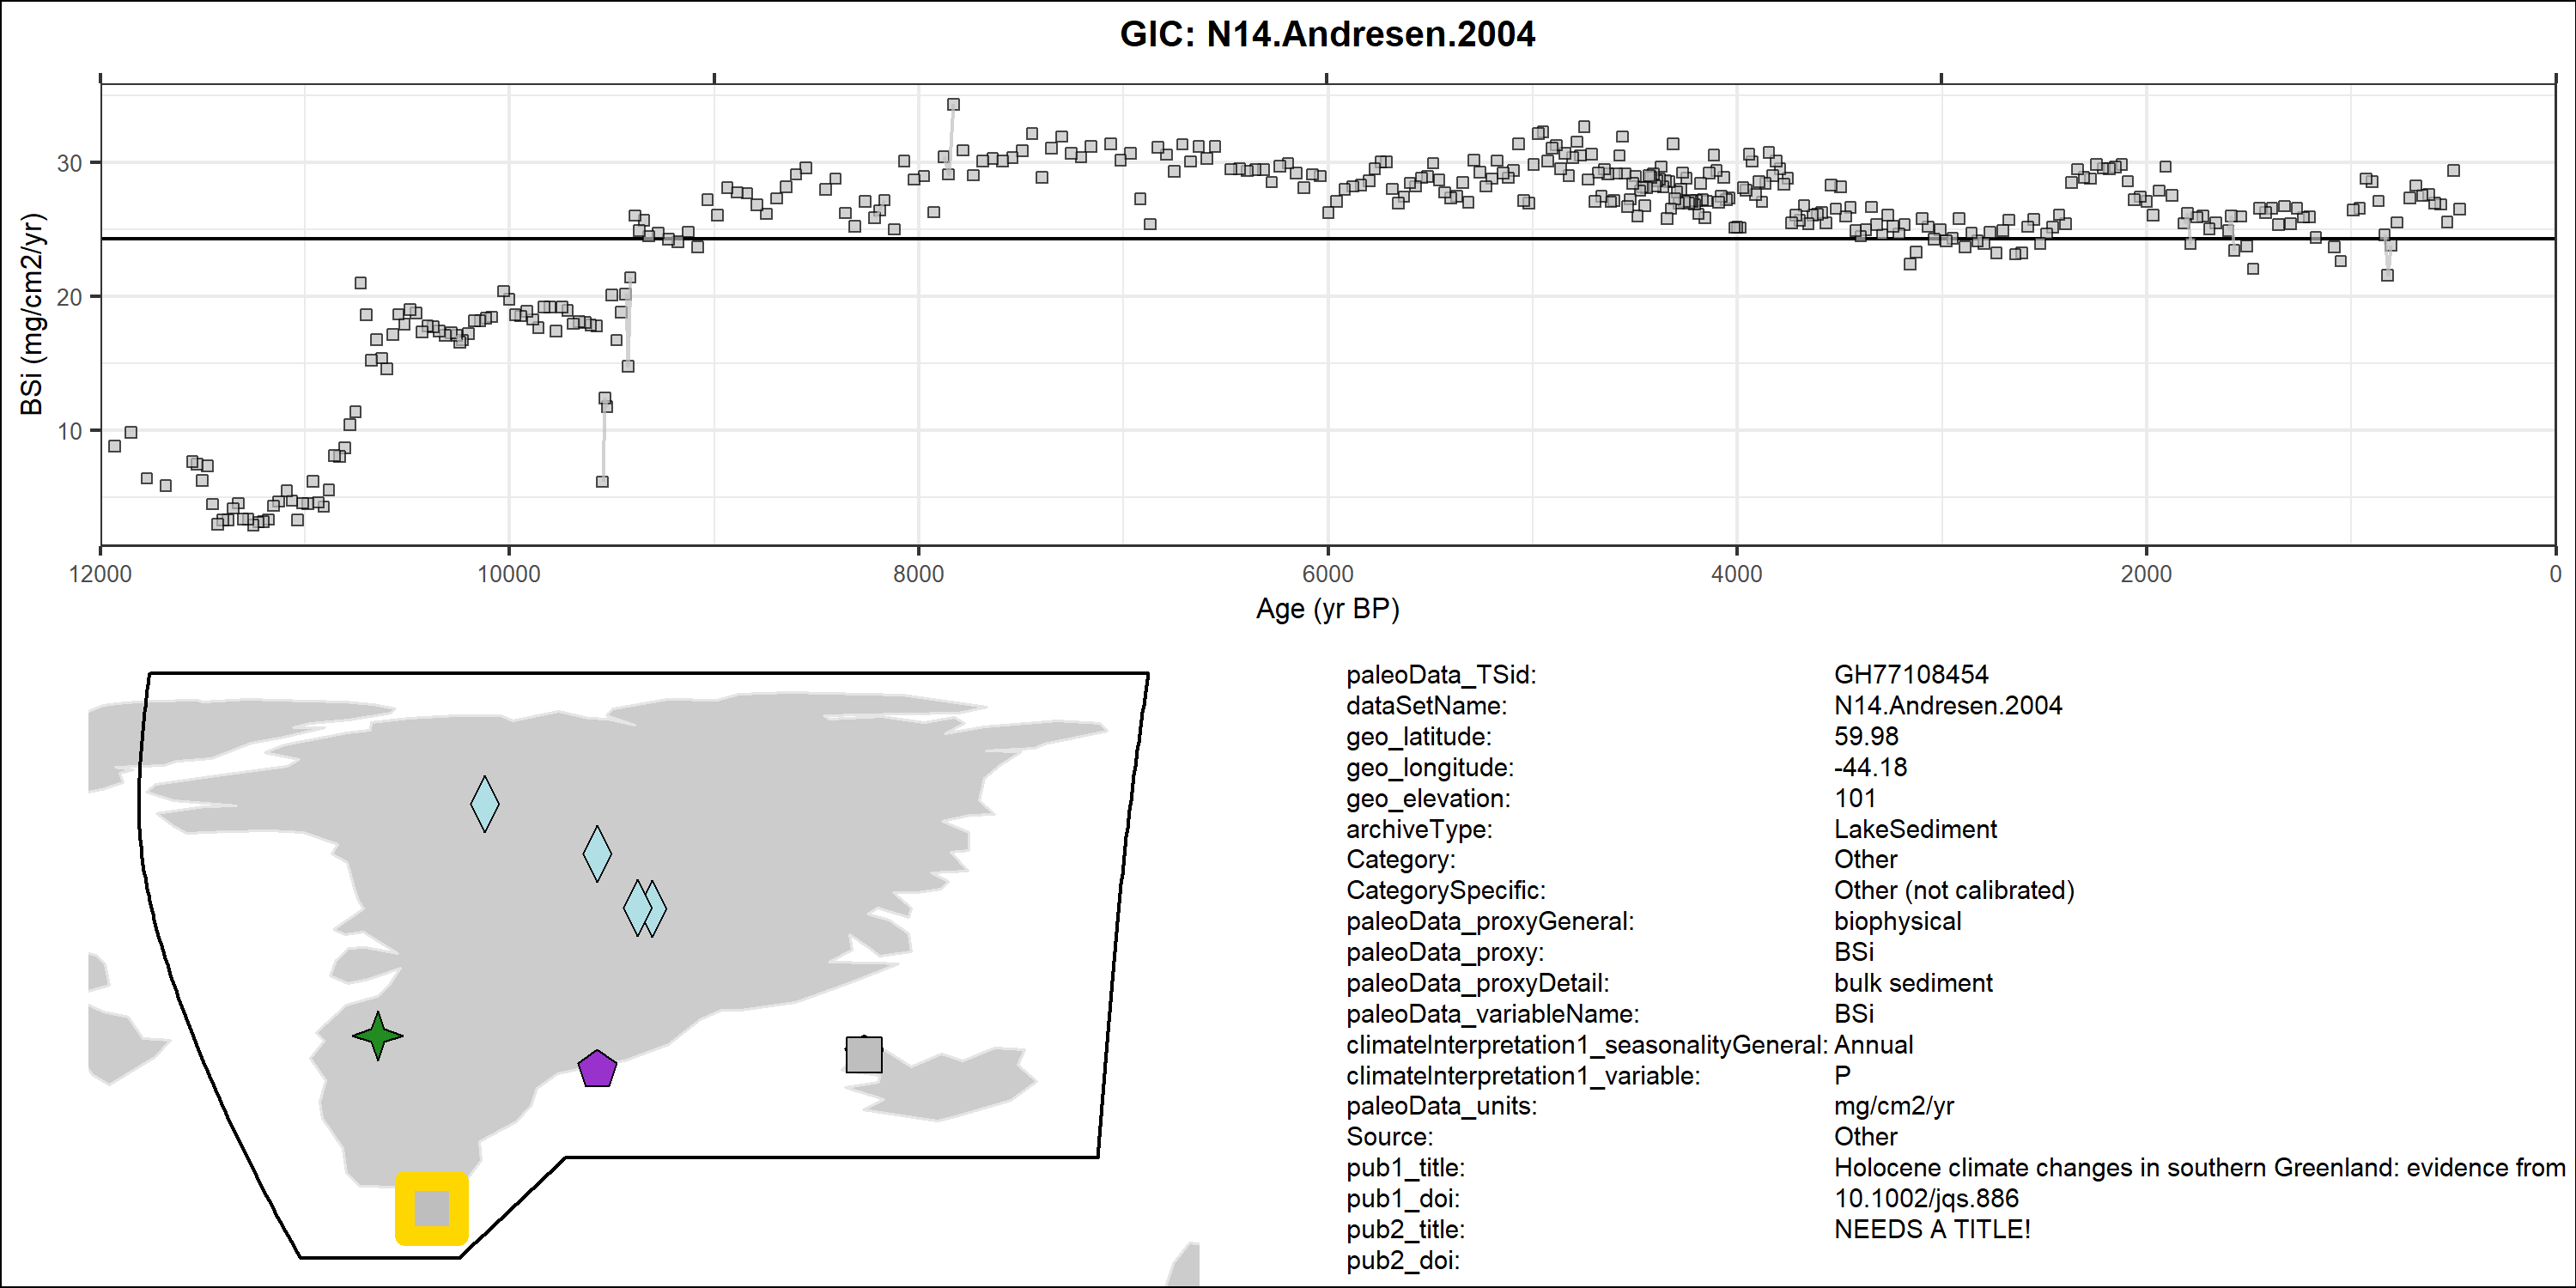 GIC: N14.Andresen.2004
BSi (mg/cm2/yr)
30
20
10
12000 10000 8000 6000 4000 2000 0
Age (yr BP)
paleoData_TSid: GH77108454
dataSetName: N14.Andresen.2004
geo_latitude: 59.98
geo_longitude: -44.18
geo_elevation: 101
archiveType: LakeSediment
Category: Other
CategorySpecific: Other (not calibrated)
paleoData_proxyGeneral: biophysical
paleoData_proxy: BSi
paleoData_proxyDetail: bulk sediment
paleoData_variableName: BSi
climateInterpretation1_seasonalityGeneral: Annual
climateInterpretation1_variable: P
paleoData_units: mg/cm2/yr
Source: Other
pub1_title: Holocene climate changes in southern Greenland: evidence from
pub1_doi: 10.1002/jqs.886
pub2_title: NEEDS A TITLE!
pub2_doi: